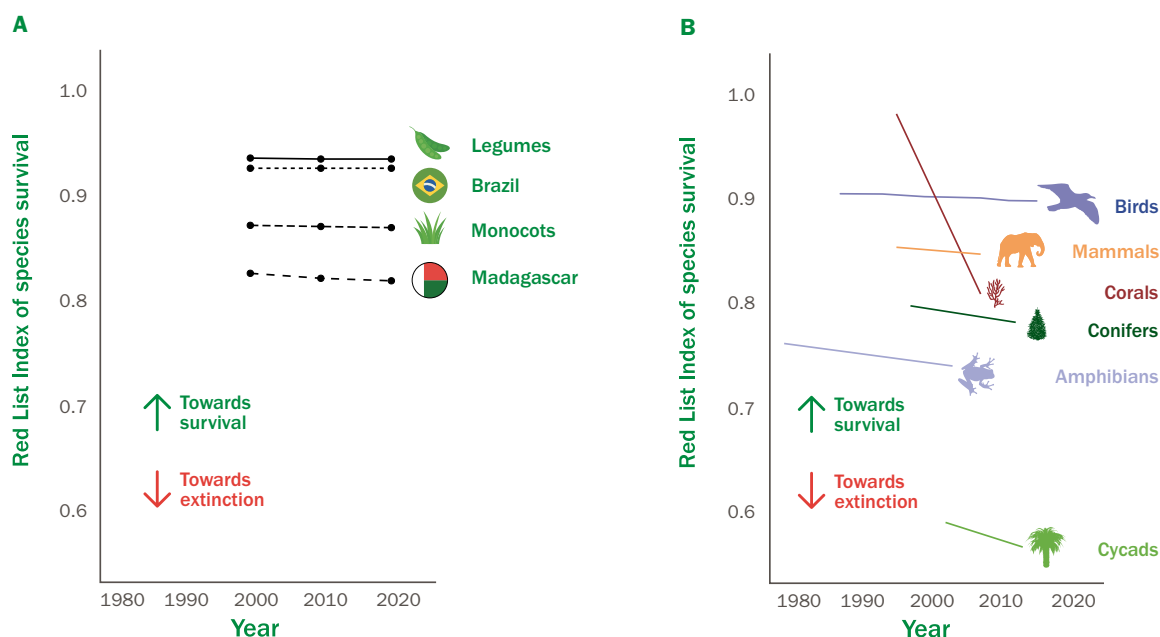 A
Red List Index of species survival
1.0
0.9
0.8
0.7
0.6
Legumes
Brazil
Monocots
Madagascar
Towards
survival
Towards
extinction
1980 1990 2000 2010 2020
Year
B
Red List Index of species survival
1.0
0.9
0.8
0.7
0.6
Birds
Mammals
Corals
Conifers
Amphibians
Towards
survival
Towards
extinction
Cycads
1980 1990 2000 2010 2020
Year